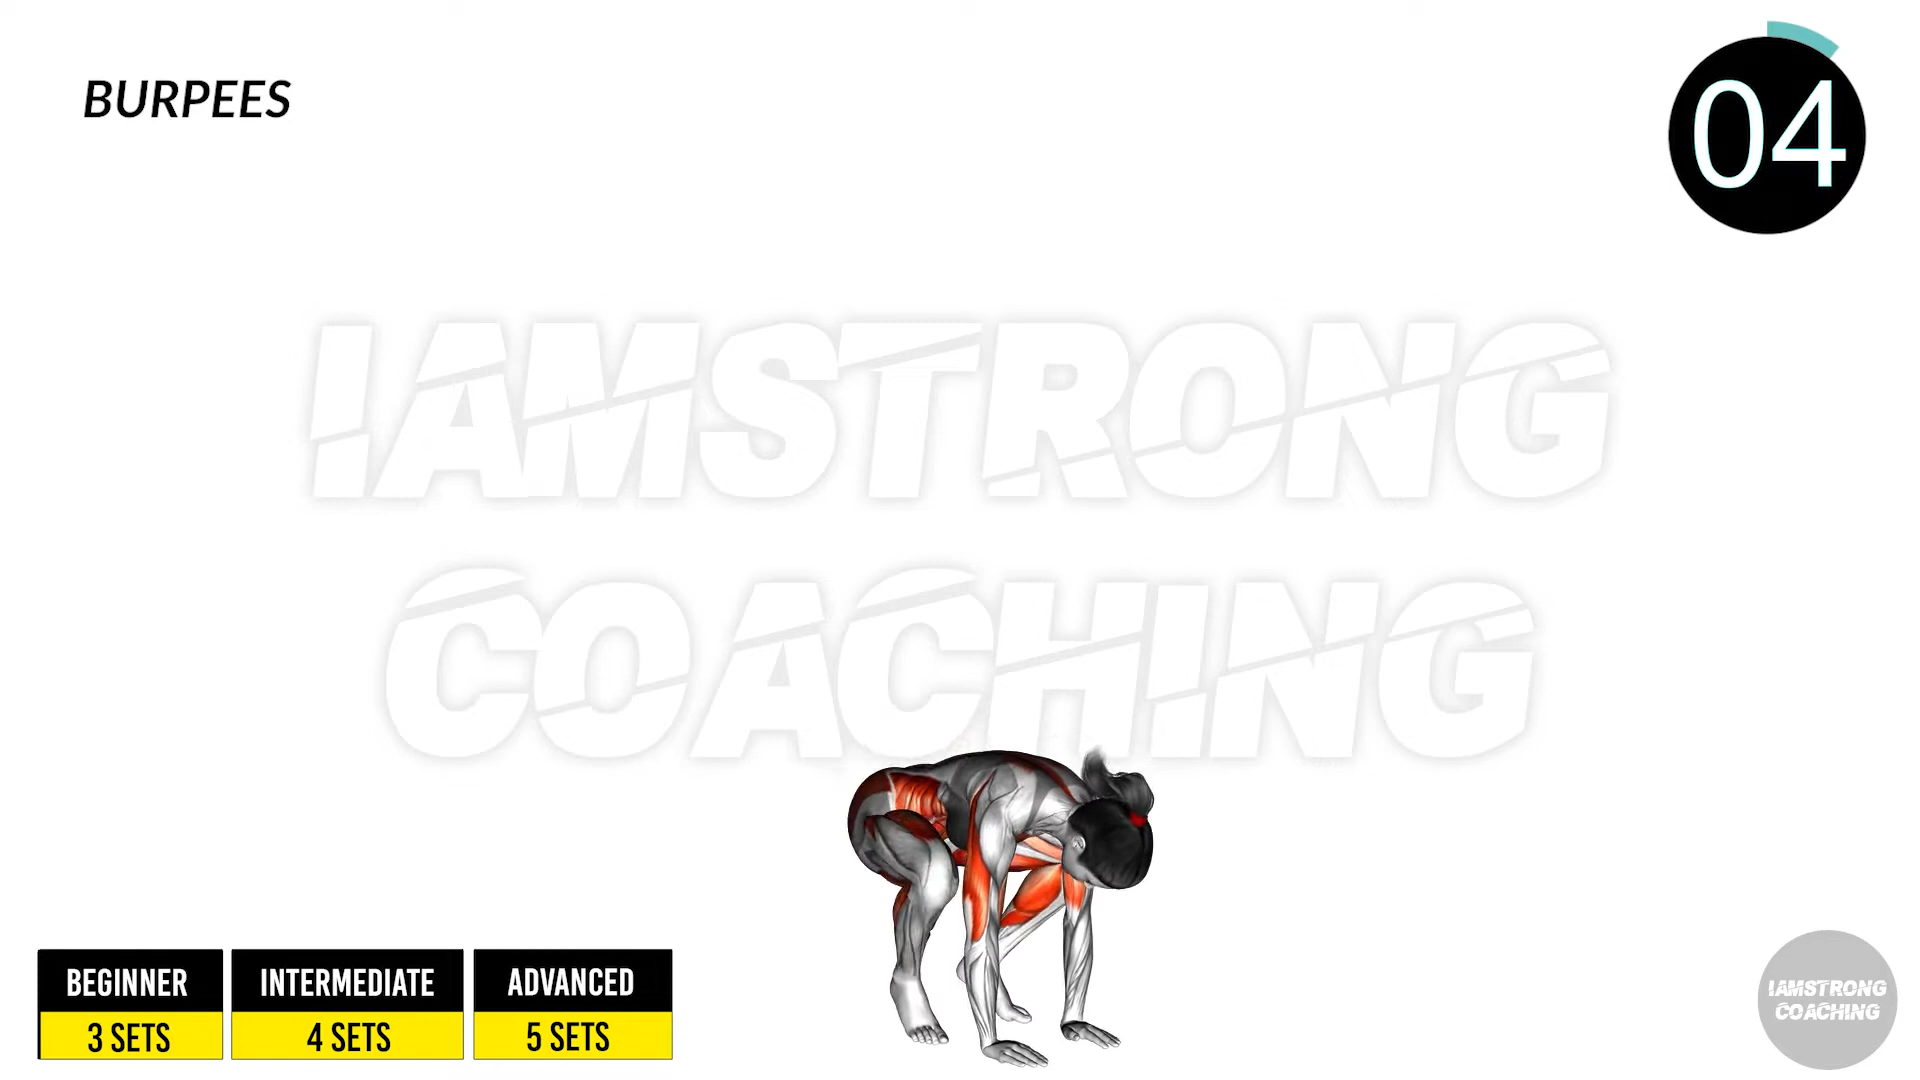 BURPEES
04
IAMSTRONG
COACHING
BEGINNER
3 SETS
INTERMEDIATE
4 SETS
ADVANCED
5 SETS
IAMSTRONG
COACHING